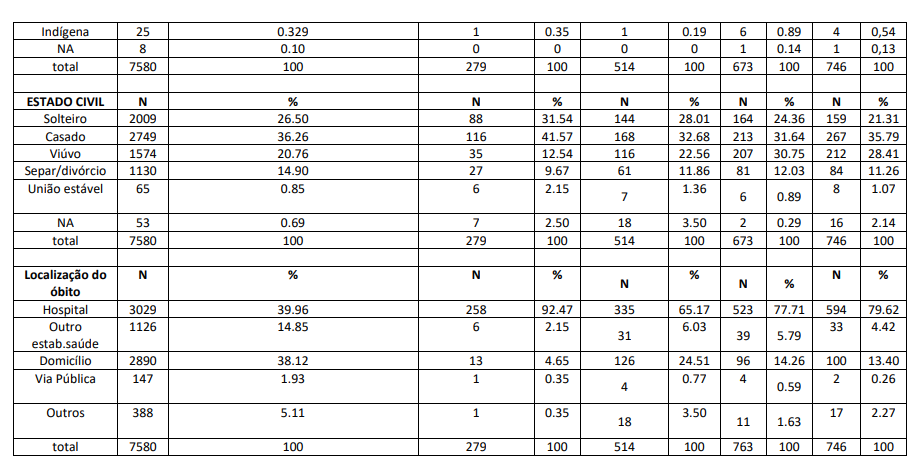 Indígena 25 0.329 1 0.35 1 0.19 6 0.89 4 0,54
NA 8 0.10 0 0 0 0 1 0.14 1 0,13
total 7580 100 279 100 514 100 673 100 746 100
ESTADO CIVIL N % N % N % N % N %
Solteiro 2009 26.50 88 31.54 144 28.01 164 24.36 159 21.31
Casado 2749 36.26 116 41.57 168 32.68 213 31.64 267 35.79
Viúvo 1574 20.76 35 12.54 116 22.56 207 30.75 212 28.41
Separ/divórcio 1130 14.90 27 9.67 61 11.86 81 12.03 84 11.26
União estável 65 0.85 6 2.15 7 1.36 6 0.89 8 1.07
NA 53 0.69 7 2.50 18 3.50 2 0.29 16 2.14
total 7580 100 279 100 514 100 673 100 746 100
Localização do N % N % N % N % N %
óbito
Hospital 3029 39.96 258 92.47 335 65.17 523 77.71 594 79.62
Outro 1126 14.85 6 2.15 31 6.03 39 5.79 33 4.42
estab.saúde
Domicílio 2890 38.12 13 4.65 126 24.51 96 14.26 100 13.40
Via Pública 147 1.93 1 0.35 4 0.77 4 0.59 2 0.26
Outros 388 5.11 1 0.35 18 3.50 11 1.63 17 2.27
total 7580 100 279 100 514 100 763 100 746 100